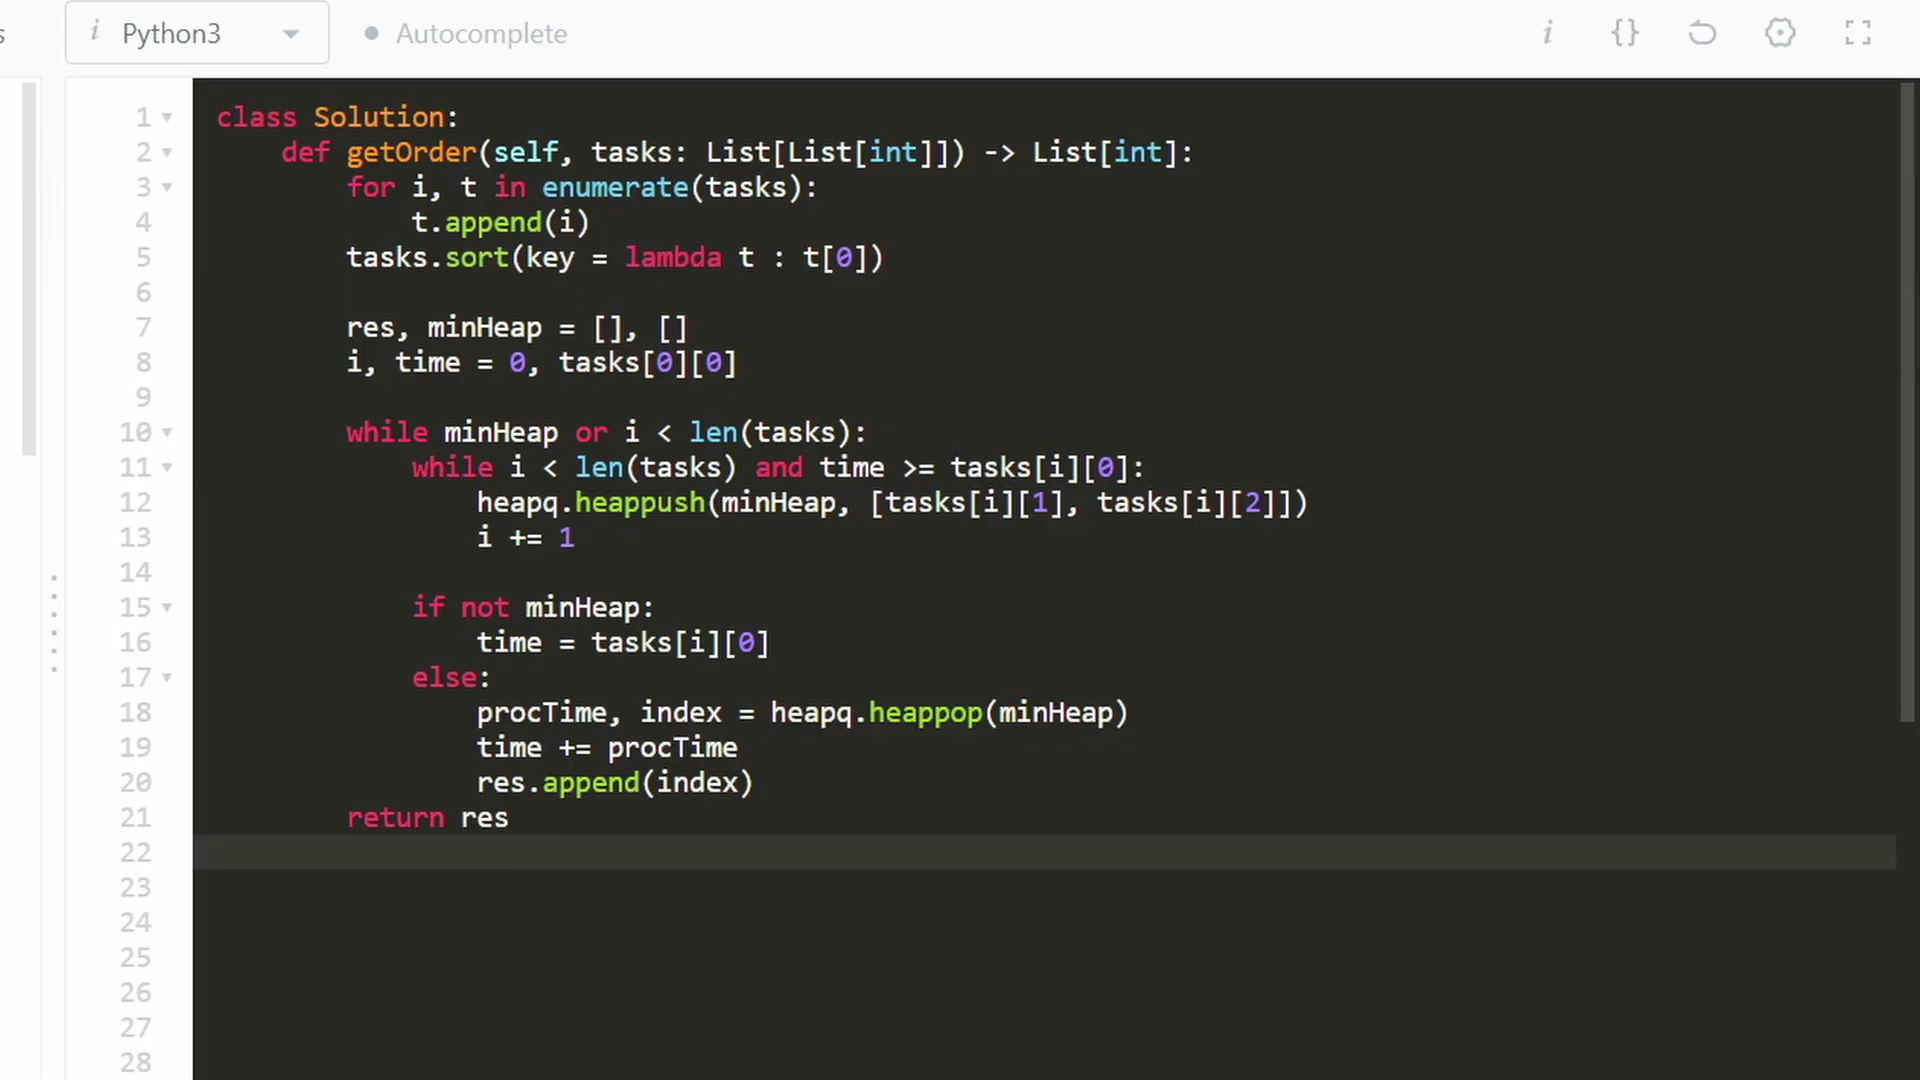 s
i Python3 Autocomplete i {}
1 class Solution:
2 def getOrder(self, tasks: List[List[int]]) -> List[int]:
3 for i, t in enumerate(tasks):
4 t.append(i)
5 tasks.sort(key = lambda t : t[0])
6
7 res, minHeap = [], []
8 i, time = 0, tasks[0][0]
9
10 while minHeap or i < len(tasks):
11 while i < len(tasks) and time >= tasks[i][0]:
12 heapq.heappush(minHeap, [tasks[i][1], tasks[i][2]])
13 i += 1
14
15 if not minHeap:
16 time = tasks[i][0]
17 else:
18 procTime, index = heapq.heappop(minHeap)
19 time += procTime
20 res.append(index)
21 return res
22
23
24
25
26
27
28